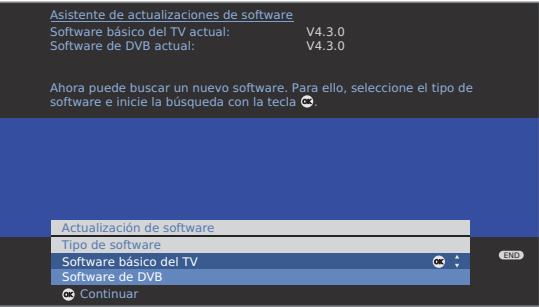 Asistente de actualizaciones de software
Software básico del TV actual: V4.3.0
Software de DVB actual: V4.3.0
Ahora puede buscar un nuevo software. Para ello, seleccione el tipo de
software e inicie la búsqueda con la tecla OK.
Actualización de software
Tipo de software
Software básico del TV OK
END
Software de DVB
OK Continuar